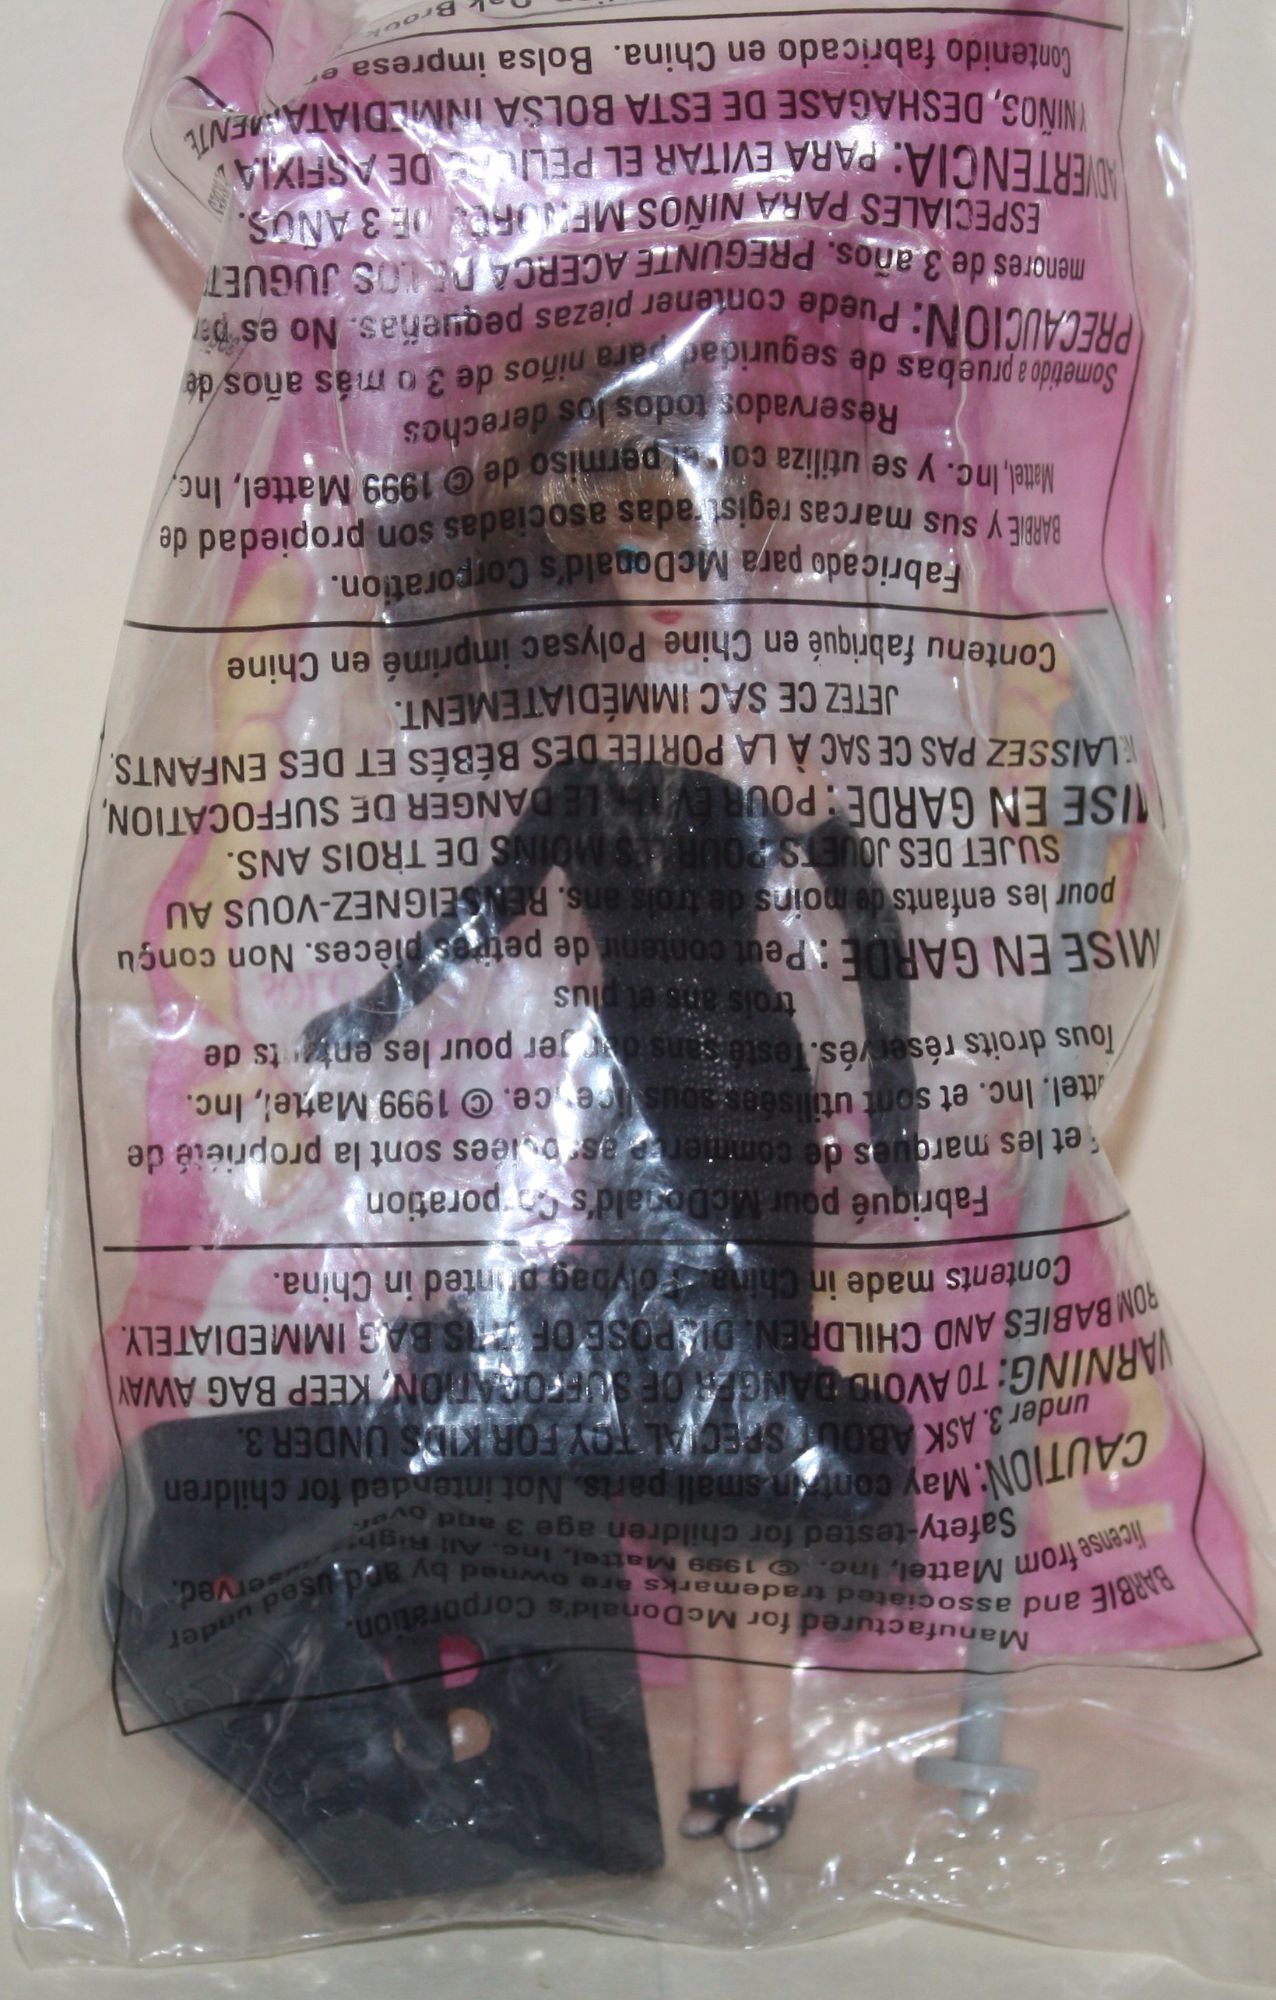 Manufactured for McDonald's Corporation.
BARBIE and associated trademarks are owned by and used under
license from Mattel, Inc. © 1999 Mattel, Inc. All Rights Reserved.
Safety-tested for children age 3 and over.
CAUTION: May contain small parts. Not intended for children
under 3. ASK ABOUT SPECIAL TOY FOR KIDS UNDER 3.
WARNING: TO AVOID DANGER OF SUFFOCATION, KEEP BAG AWAY
FROM BABIES AND CHILDREN. DISPOSE OF THIS BAG IMMEDIATELY.
Contents made in China. Polybag printed in China.
Fabriqué pour McDonald's Corporation
et les marques de commerce associées sont la propriété de
Mattel. Inc. et sont utilisées sous licence. © 1999 Mattel, Inc.
Tous droits réservés. Testé sans danger pour les enfants de
trois ans et plus
MISE EN GARDE : Peut contenir de petites pièces. Non conçu
pour les enfants de moins de trois ans. RENSEIGNEZ-VOUS AU
SUJET DES JOUETS POUR LES MOINS DE TROIS ANS.
MISE EN GARDE : POUR ÉVITER LE DANGER DE SUFFOCATION,
LAISSEZ PAS CE SAC À LA PORTÉE DES BÉBÉS ET DES ENFANTS.
JETEZ CE SAC IMMÉDIATEMENT.
Contenu fabriqué en Chine Polysac imprimé en Chine
Fabricado para McDonald's Corporation.
BARBIE y sus marcas registradas asociadas son propiedad de
Mattel, Inc. y se utiliza con el permiso de © 1999 Mattel, Inc.
Reservados todos los derechos
Sometido a pruebas de seguridad para niños de 3 o más años de
PRECAUCION: Puede contener piezas pequeñas. No es
menores de 3 años. PREGUNTE ACERCA DE LOS JUGUET
ESPECIALES PARA NIÑOS MENORES DE 3 AÑOS.
ADVERTENCIA: PARA EVITAR EL PELIGRO DE ASFIXIA
Y NIÑOS, DESHAGASE DE ESTA BOLSA INMEDIATAMENTE
Contenido fabricado en China. Bolsa impresa en
Oak Brook